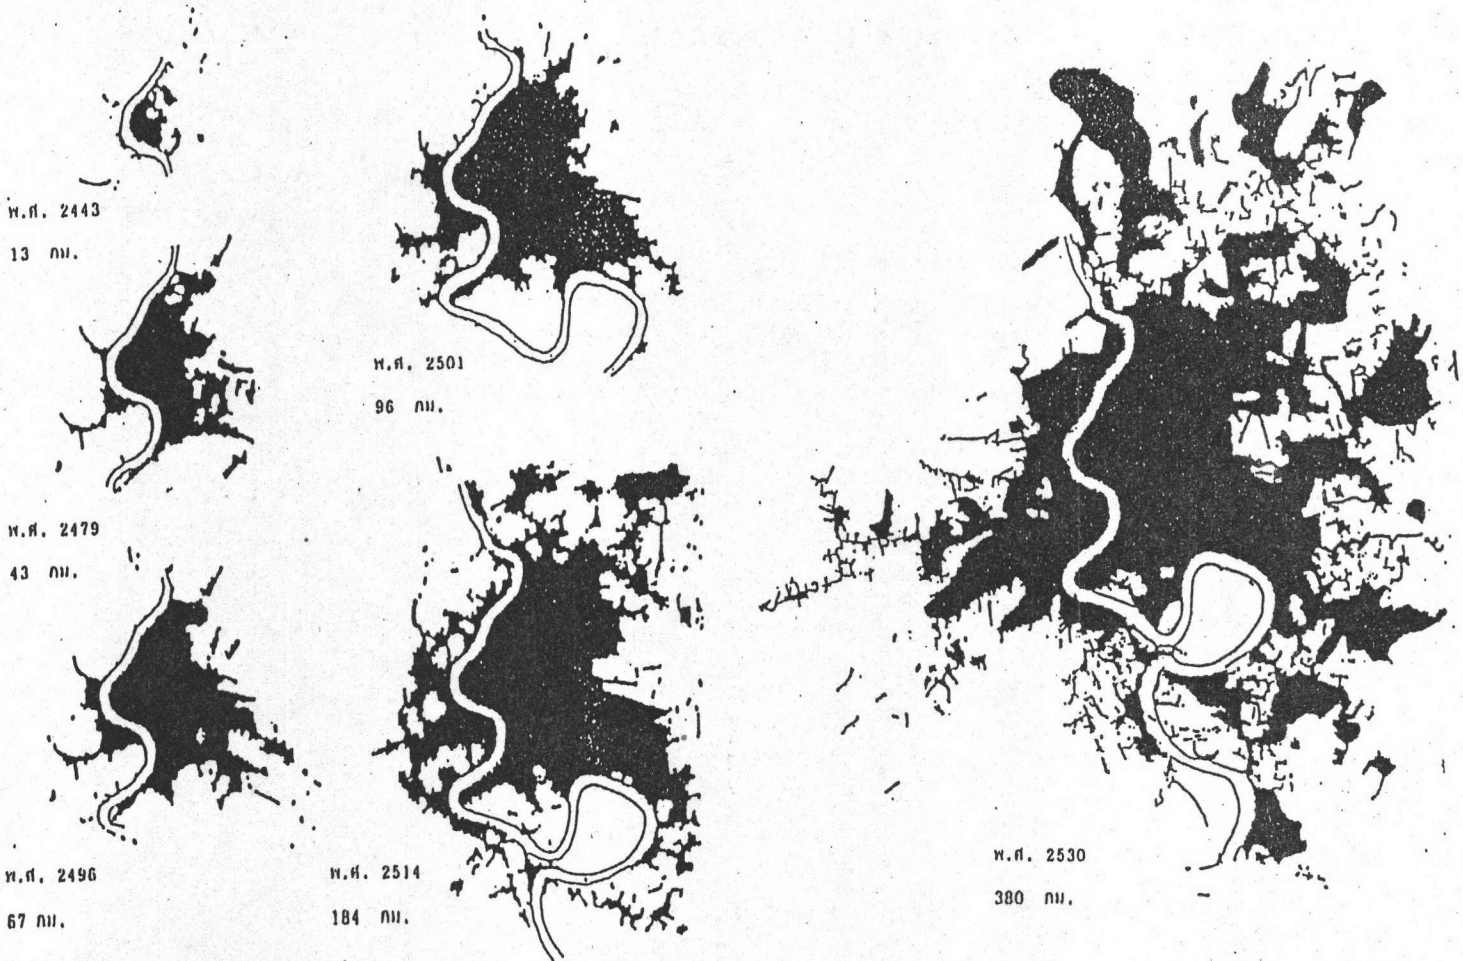 พ.ศ. 2443
13 กม.
พ.ศ. 2479
43 กม.
พ.ศ. 2496
67 กม.
พ.ศ. 2501
96 กม.
พ.ศ. 2514
184 กม.
พ.ศ. 2530
380 กม.